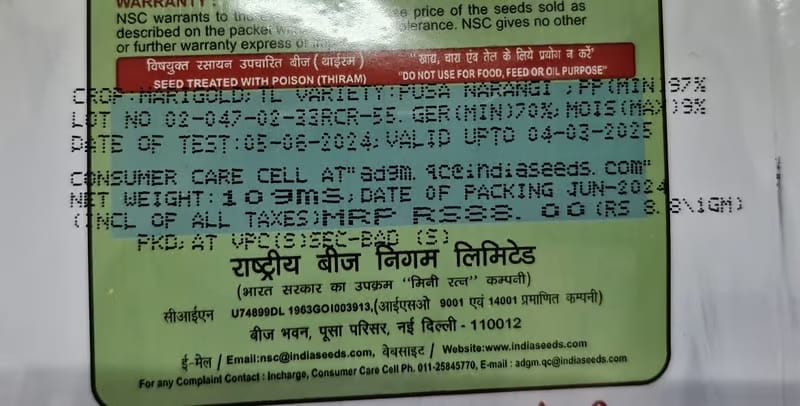 WARRANTY :
NSC warrants to the e price of the seeds sold as
described on the packet lerance. NSC gives no other
or further warranty express or
विषयुक्त रसायन उपचारित बीज (थाईरम)
SEED TREATED WITH POISON (THIRAM)
"खाद्य, चारा एंव तेल के लिये प्रयोग न करें"
"DO NOT USE FOR FOOD, FEED OR OIL PURPOSE"
CROP:MARIGOLD;TL VARIETY:PUSA NARANGI ;PP(MIN)97%
LOT NO 02-047-02-33RCR-55. GER(MIN)70%; MOIS(MAX)9%
DATE OF TEST:05-06-2024;VALID UPTO 04-03-2025
CONSUMER CARE CELL AT"adgm.qc@indiaseeds.com"
NET WEIGHT:10gms;DATE OF PACKING JUN-2024
(INCL OF ALL TAXES)MRP RS88.00(RS 8.8\1GM)
PKD;AT VPC(S)SEC-BAD (S)
राष्ट्रीय बीज निगम लिमिटेड
(भारत सरकार का उपक्रम "मिनी रत्न" कम्पनी)
सीआईएन U74899DL 1963GOI003913,(आईएसओ 9001 एवं 14001 प्रमाणित कम्पनी)
बीज भवन, पूसा परिसर, नई दिल्ली - 110012
ई-मेल / Email:nsc@indiaseeds.com, वेबसाइट / Website:www.indiaseeds.com
For any Complaint Contact : Incharge, Consumer Care Cell Ph. 011-25845770, E-mail : adgm.qc@indiaseeds.com